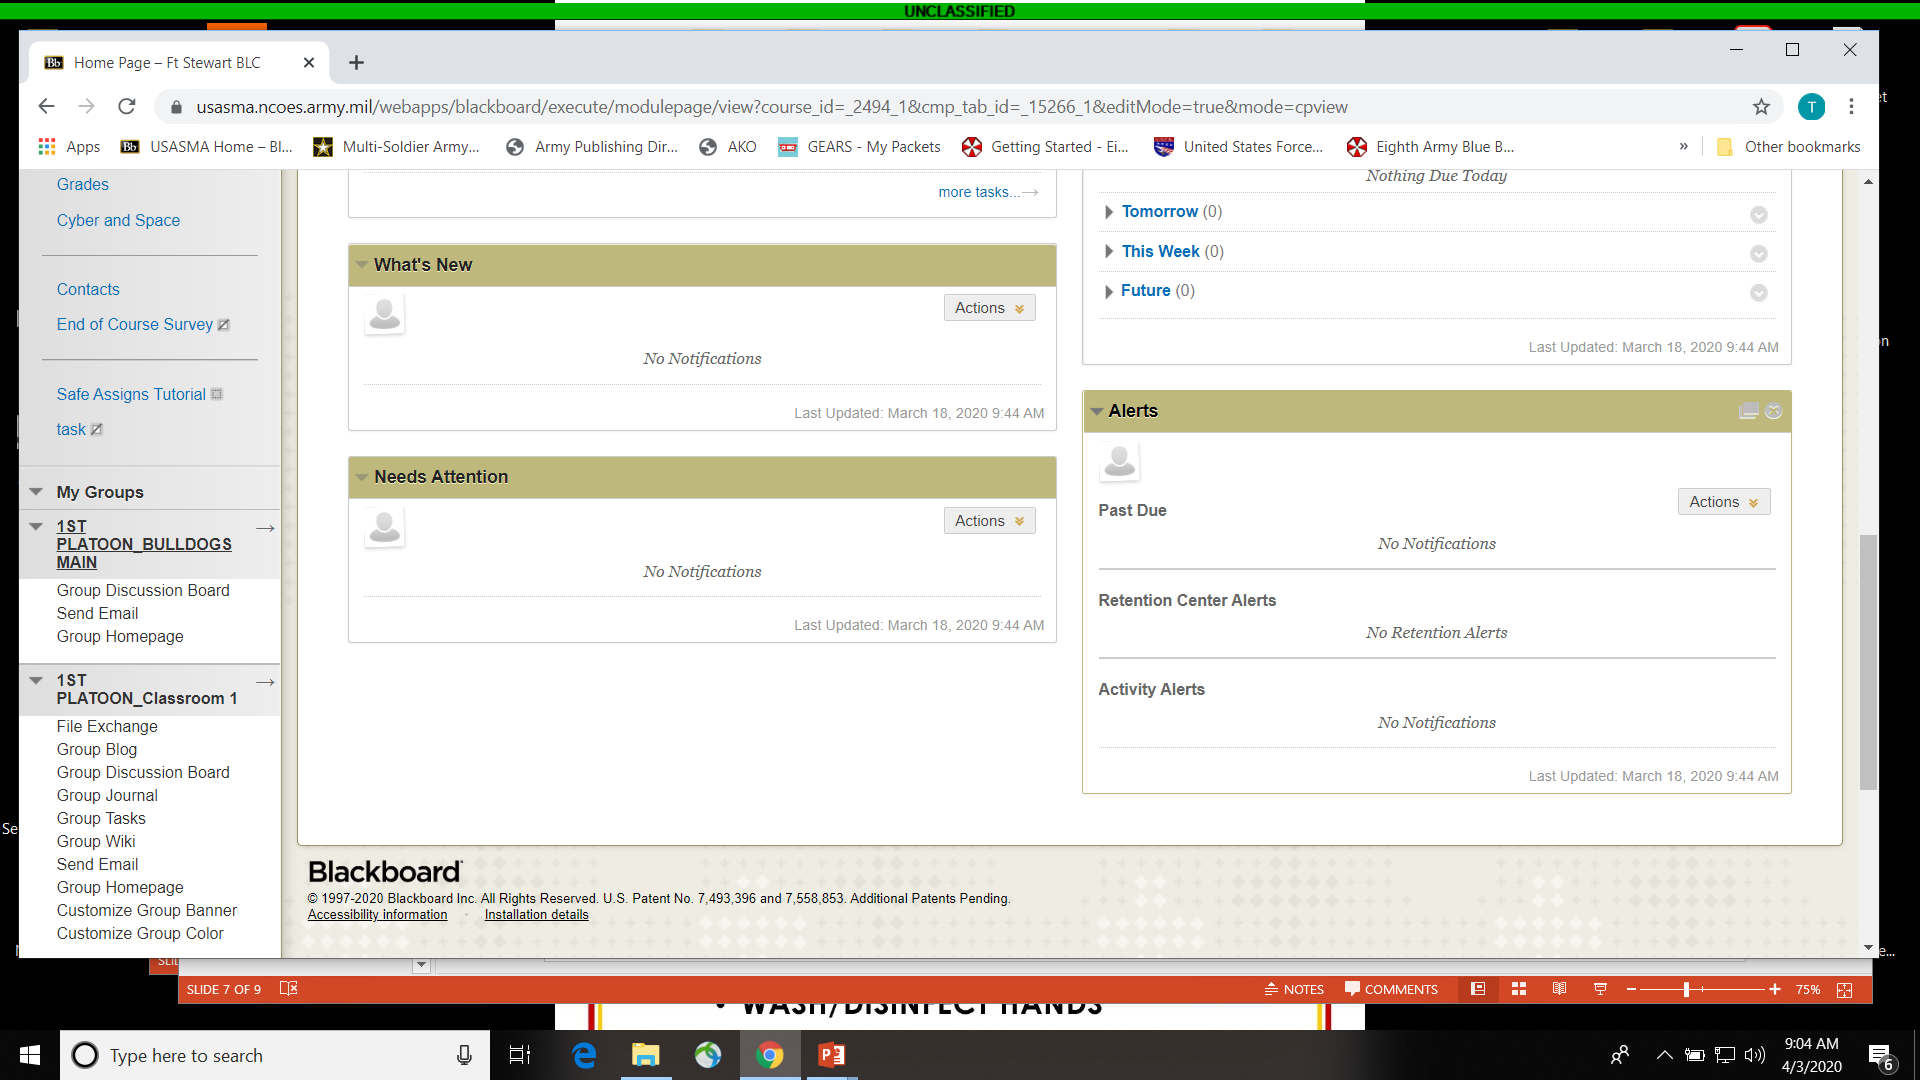 UNCLASSIFIED
Home Page – Ft Stewart BLC
usasma.ncoes.army.mil/webapps/blackboard/execute/modulepage/view?course_id=_2494_1&cmp_tab_id=_15266_1&editMode=true&mode=cpview
T
Apps
Bb USASMA Home – Bl...
Multi-Soldier Army...
Army Publishing Dir...
AKO
GEARS - My Packets
Getting Started - Ei...
United States Force...
Eighth Army Blue B...
»
Other bookmarks
Grades
Cyber and Space
Contacts
End of Course Survey
Safe Assigns Tutorial
task
My Groups
1ST
PLATOON_BULLDOGS
MAIN
Group Discussion Board
Send Email
Group Homepage
1ST
PLATOON_Classroom 1
File Exchange
Group Blog
Group Discussion Board
Group Journal
Group Tasks
Group Wiki
Send Email
Group Homepage
Customize Group Banner
Customize Group Color
more tasks...→
What's New
Actions
No Notifications
Last Updated: March 18, 2020 9:44 AM
Needs Attention
Actions
No Notifications
Last Updated: March 18, 2020 9:44 AM
Nothing Due Today
Tomorrow (0)
This Week (0)
Future (0)
Last Updated: March 18, 2020 9:44 AM
Alerts
Actions
Past Due
No Notifications
Retention Center Alerts
No Retention Alerts
Activity Alerts
No Notifications
Last Updated: March 18, 2020 9:44 AM
Blackboard
© 1997-2020 Blackboard Inc. All Rights Reserved. U.S. Patent No. 7,493,396 and 7,558,853. Additional Patents Pending.
Accessibility information
Installation details
SLIDE 7 OF 9
NOTES
COMMENTS
75%
• WASH/DISINFECT HANDS
Type here to search
9:04 AM
4/3/2020
6